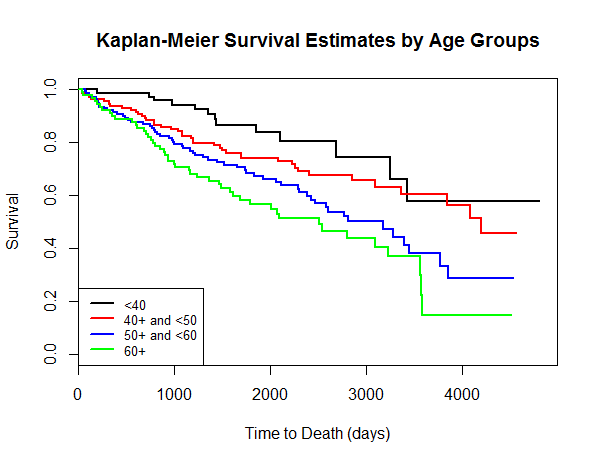 Kaplan-Meier Survival Estimates by Age Groups
Survival
1.0
0.8
0.6
0.4
0.2
0.0
<40
40+ and <50
50+ and <60
60+
0 1000 2000 3000 4000
Time to Death (days)